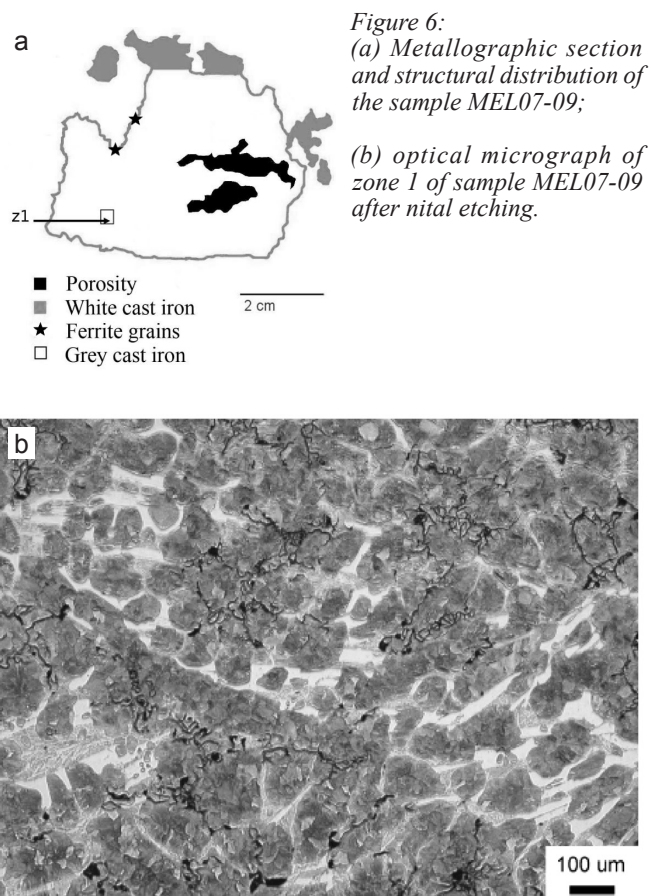 a
Figure 6:
(a) Metallographic section
and structural distribution of
the sample MEL07-09;
(b) optical micrograph of
zone 1 of sample MEL07-09
after nital etching.
z1
Porosity
White cast iron
Ferrite grains
Grey cast iron
2 cm
b
100 um